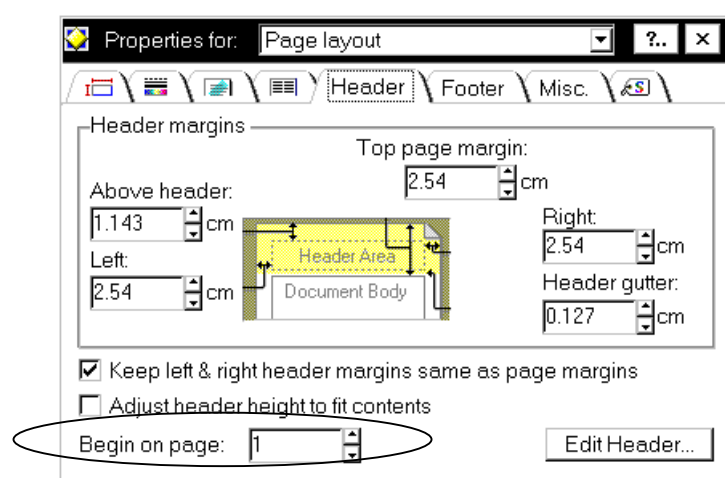 Properties for: Page layout ?..
Header Footer Misc. S
Header margins
Top page margin:
2.54 cm
Above header:
1.143 cm
Right:
2.54 cm
Left:
2.54 cm
Header gutter:
0.127 cm
Header Area
Document Body
Keep left & right header margins same as page margins
Adjust header height to fit contents
Begin on page: 1
Edit Header...